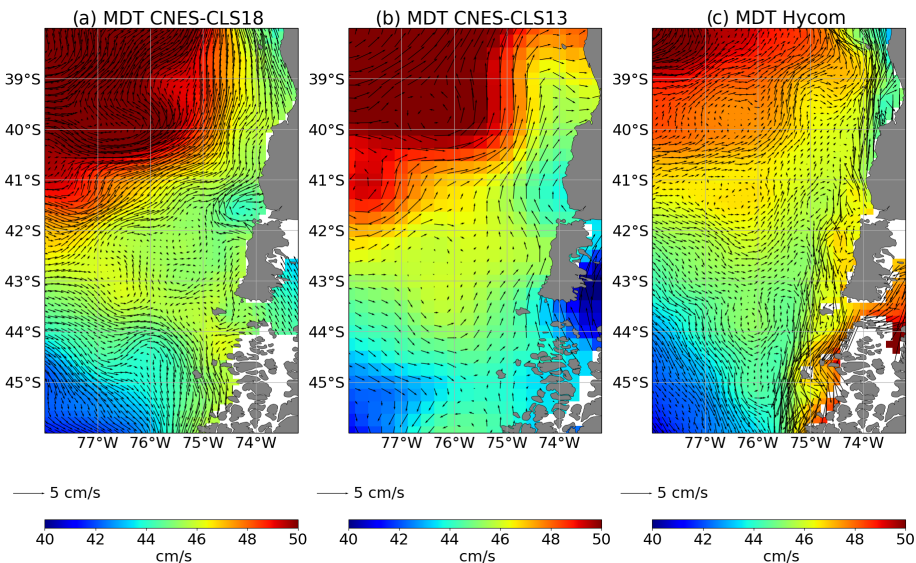 (a) MDT CNES-CLS18 (b) MDT CNES-CLS13 (c) MDT Hycom
39°S 39°S 39°S
40°S 40°S 40°S
41°S 41°S 41°S
42°S 42°S 42°S
43°S 43°S 43°S
44°S 44°S 44°S
45°S 45°S 45°S
77°W 76°W 75°W 74°W 77°W 76°W 75°W 74°W 77°W 76°W 75°W 74°W
5 cm/s 5 cm/s 5 cm/s
40 42 44 46 48 50 40 42 44 46 48 50 40 42 44 46 48 50
cm/s cm/s cm/s